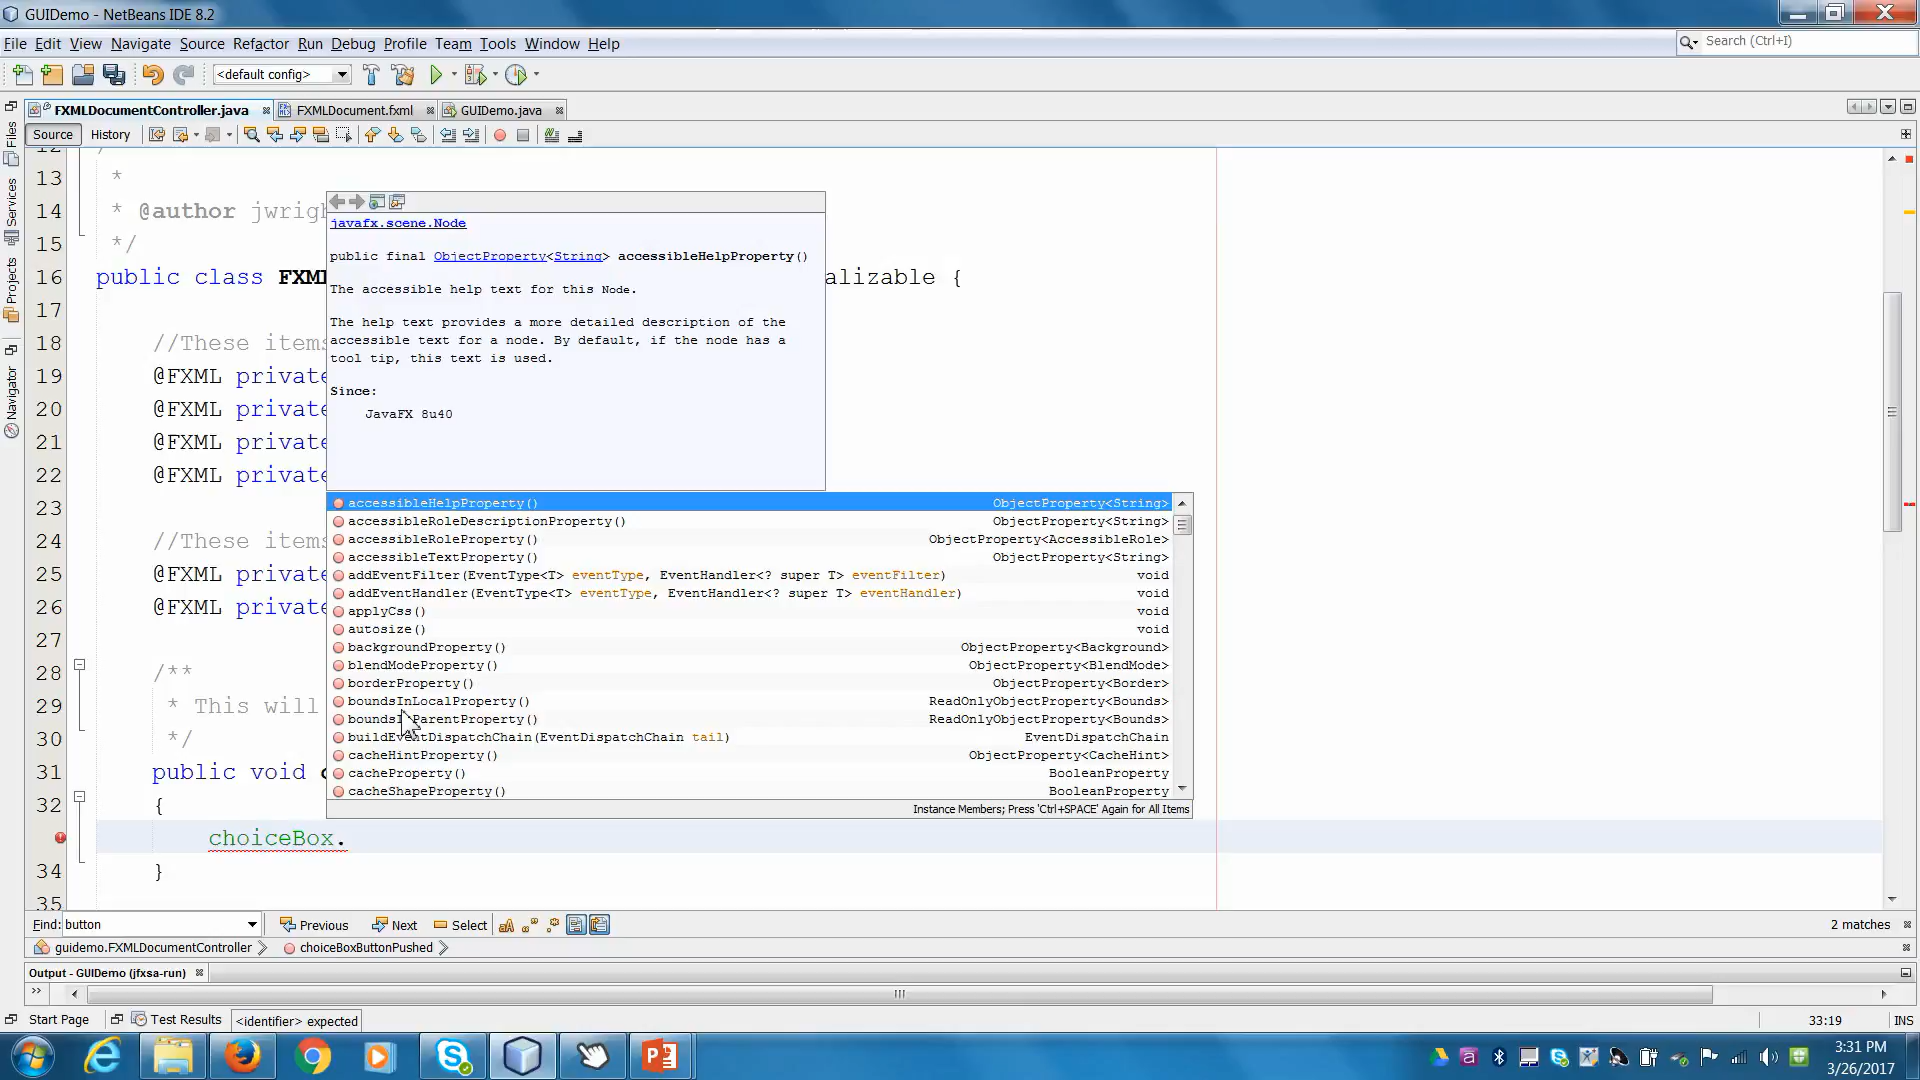 GUIDemo - NetBeans IDE 8.2
File Edit View Navigate Source Refactor Run Debug Profile Team Tools Window Help
Search (Ctrl+I)
<default config>
FXMLDocumentController.java
FXMLDocument.fxml
GUIDemo.java
Source History
Files
Services
Projects
Navigator
13 *
14 * @author jwrigh
15 */
16 public class FXML alizable {
17
18 //These items
19 @FXML private
20 @FXML private
21 @FXML private
22 @FXML private
23
24 //These items
25 @FXML private
26 @FXML private
27
28 /**
29 * This will
30 */
31 public void c
32 {
choiceBox.
34 }
35
javafx.scene.Node
public final ObjectProperty<String> accessibleHelpProperty()
The accessible help text for this Node.
The help text provides a more detailed description of the
accessible text for a node. By default, if the node has a
tool tip, this text is used.
Since:
JavaFX 8u40
accessibleHelpProperty() ObjectProperty<String>
accessibleRoleDescriptionProperty() ObjectProperty<String>
accessibleRoleProperty() ObjectProperty<AccessibleRole>
accessibleTextProperty() ObjectProperty<String>
addEventFilter(EventType<T> eventType, EventHandler<? super T> eventFilter) void
addEventHandler(EventType<T> eventType, EventHandler<? super T> eventHandler) void
applyCss() void
autosize() void
backgroundProperty() ObjectProperty<Background>
blendModeProperty() ObjectProperty<BlendMode>
borderProperty() ObjectProperty<Border>
boundsInLocalProperty() ReadOnlyObjectProperty<Bounds>
boundsInParentProperty() ReadOnlyObjectProperty<Bounds>
buildEventDispatchChain(EventDispatchChain tail) EventDispatchChain
cacheHintProperty() ObjectProperty<CacheHint>
cacheProperty() BooleanProperty
cacheShapeProperty() BooleanProperty
Instance Members; Press 'Ctrl+SPACE' Again for All Items
Find: button Previous Next Select 2 matches
guidemo.FXMLDocumentController choiceBoxButtonPushed
Output - GUIDemo (jfxsa-run)
Start Page Test Results <identifier> expected 33:19 INS
3:31 PM
3/26/2017